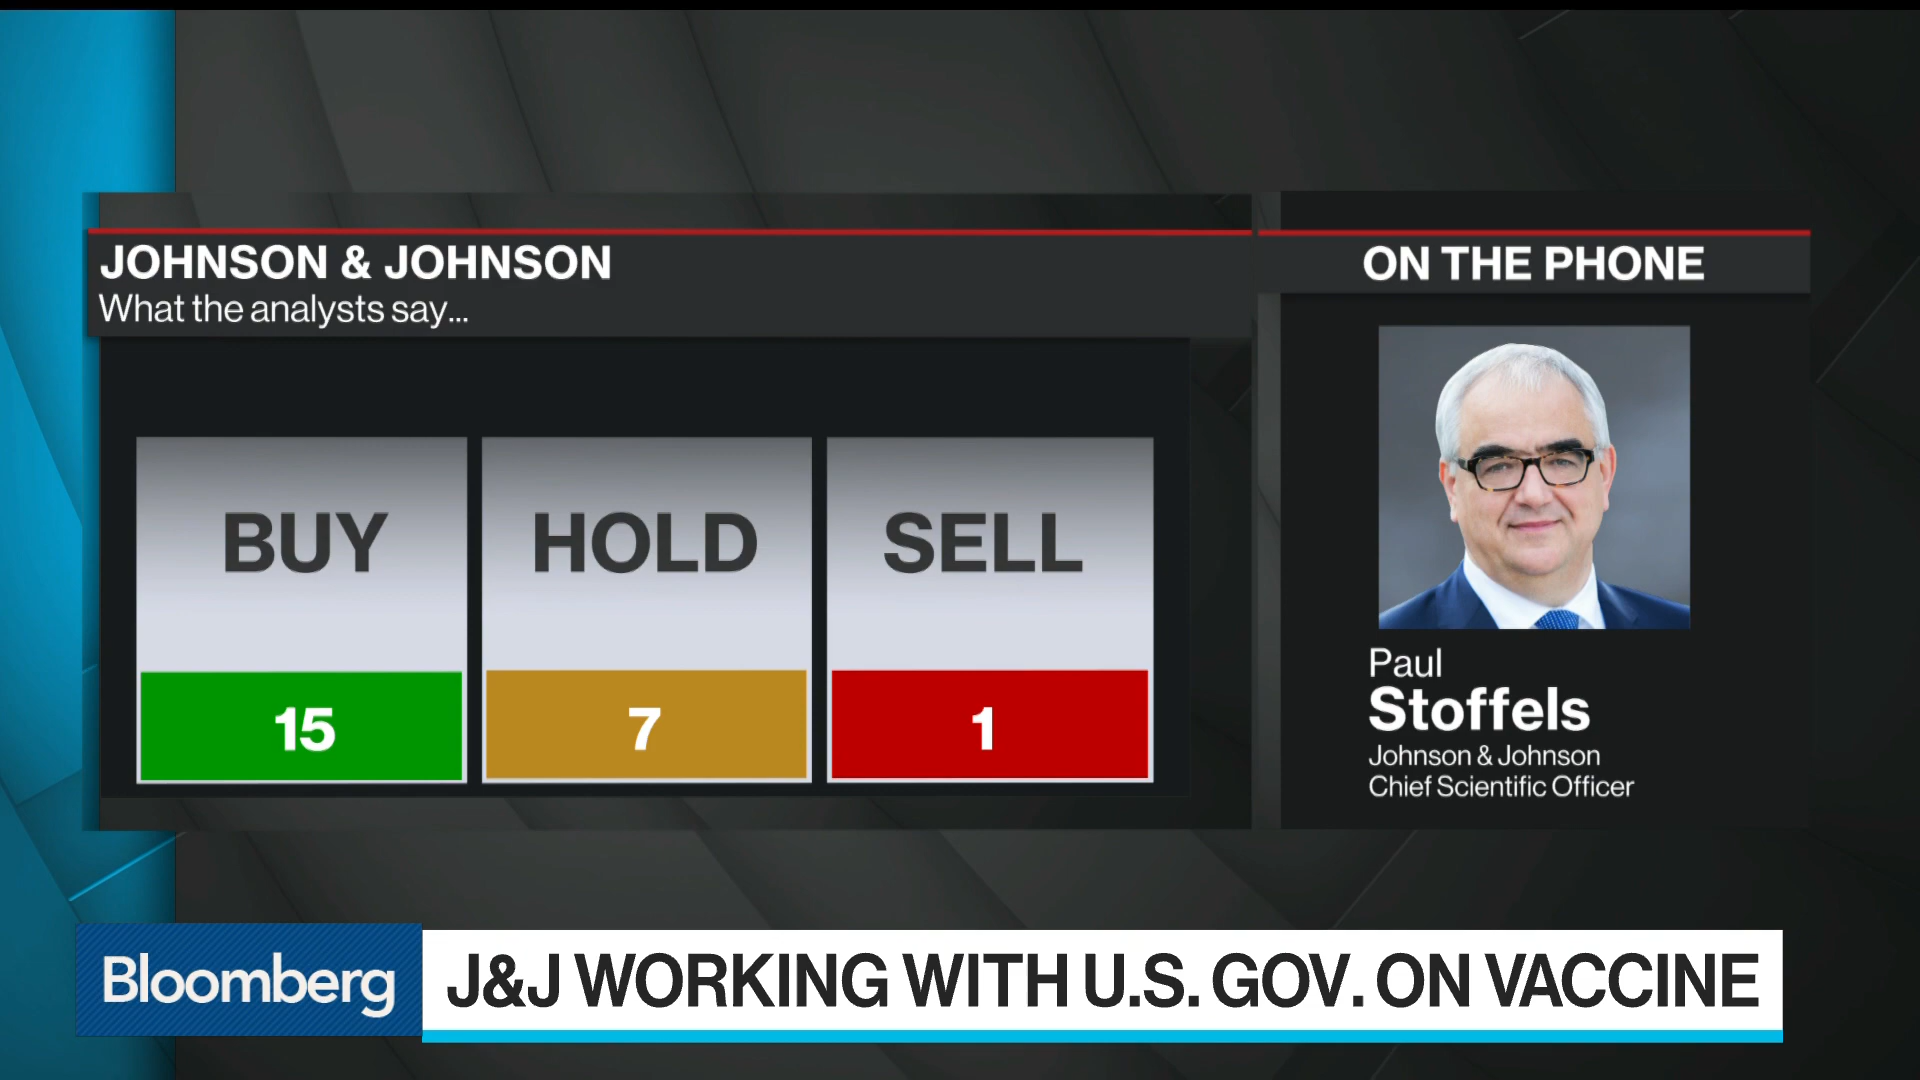 JOHNSON & JOHNSON
What the analysts say...
BUY
15
HOLD
7
SELL
1
ON THE PHONE
Paul
Stoffels
Johnson & Johnson
Chief Scientific Officer
Bloomberg
J&J WORKING WITH U.S. GOV. ON VACCINE